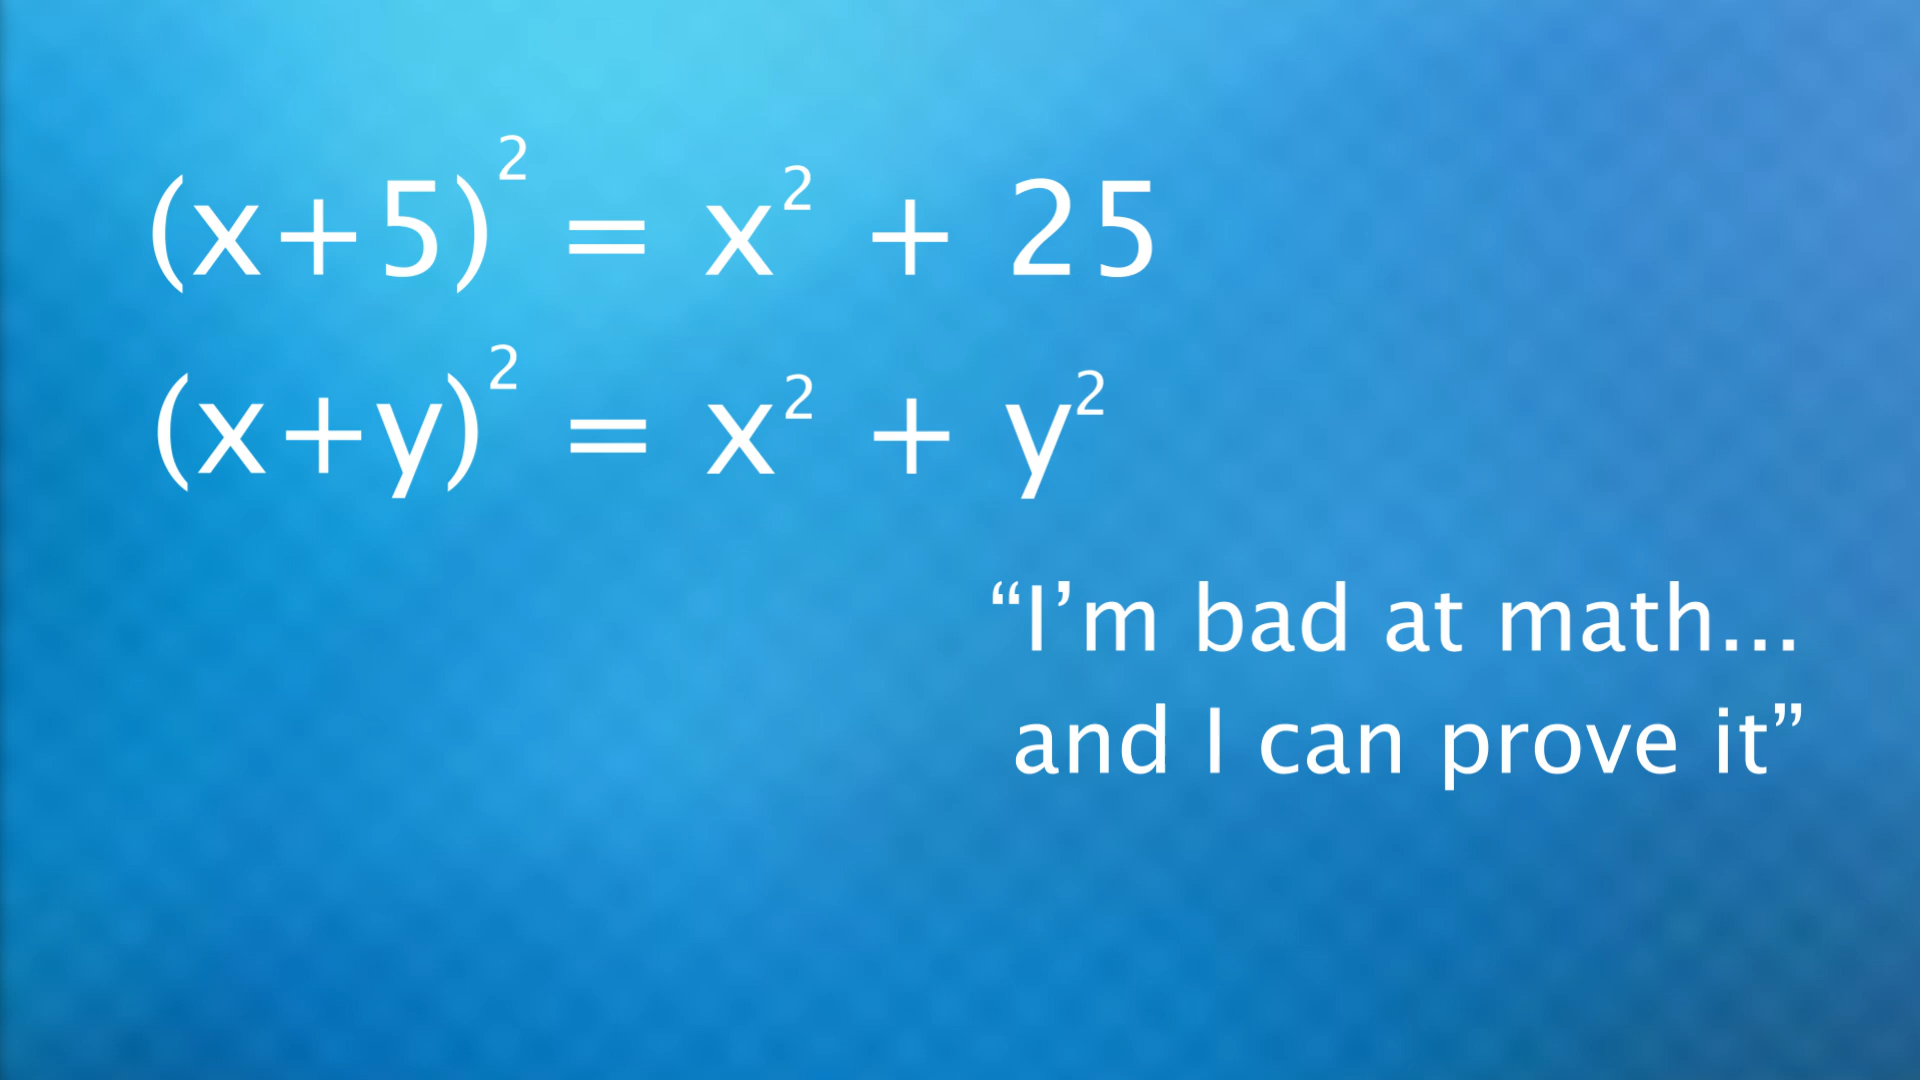 (x+5)² = x² + 25
(x+y)² = x² + y²
“I’m bad at math...
and I can prove it”